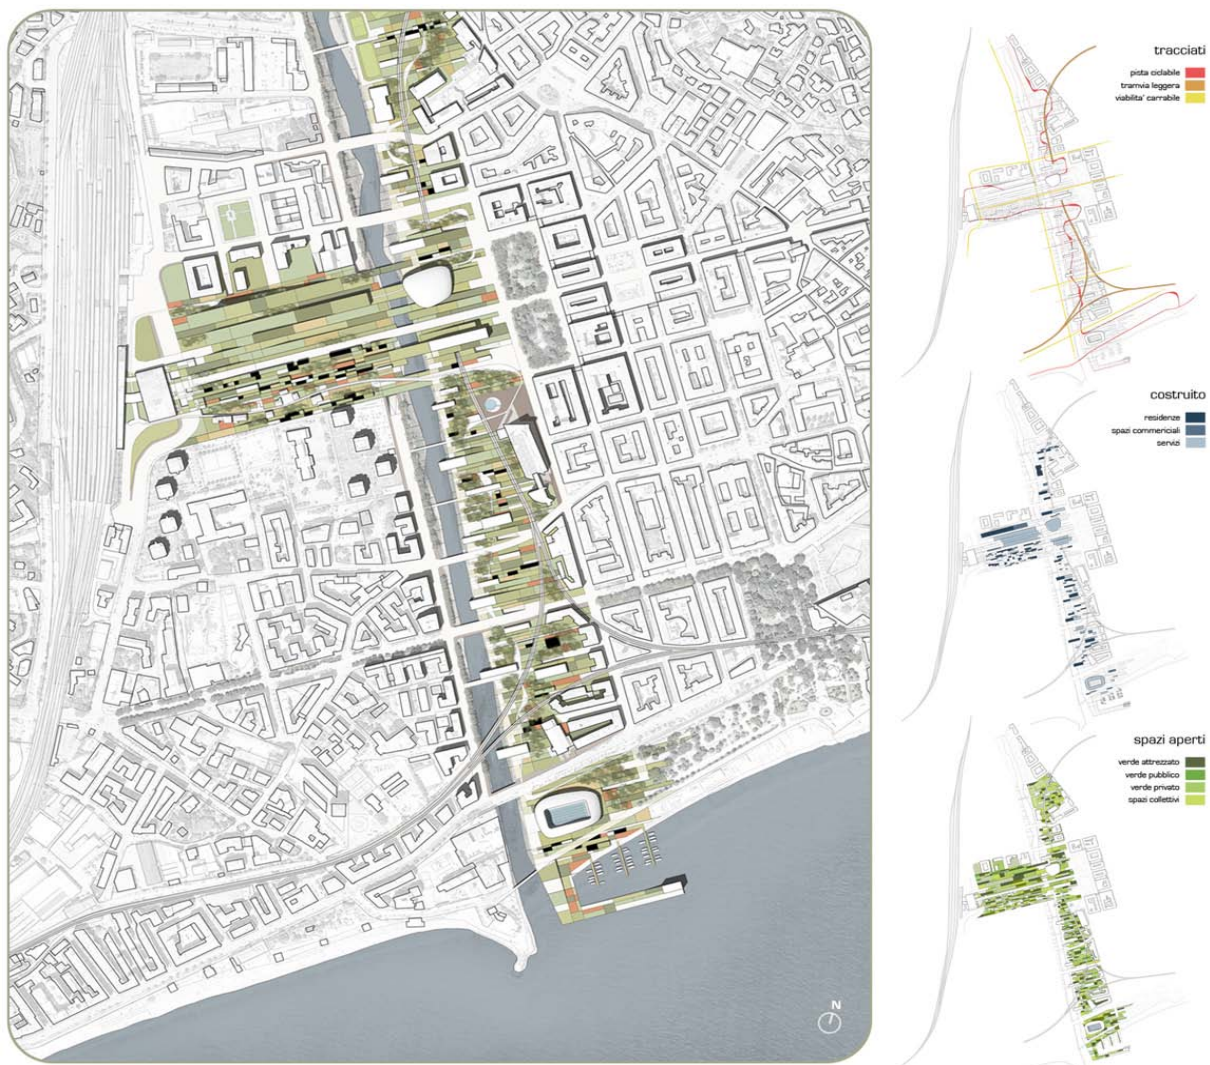 tracciati
pista ciclabile
tramvia leggera
viabilita' carrabile
costruito
residenze
spazi commericiali
servizi
spazi aperti
verde attrezzato
verde pubblico
verde privato
spazi collettivi
N